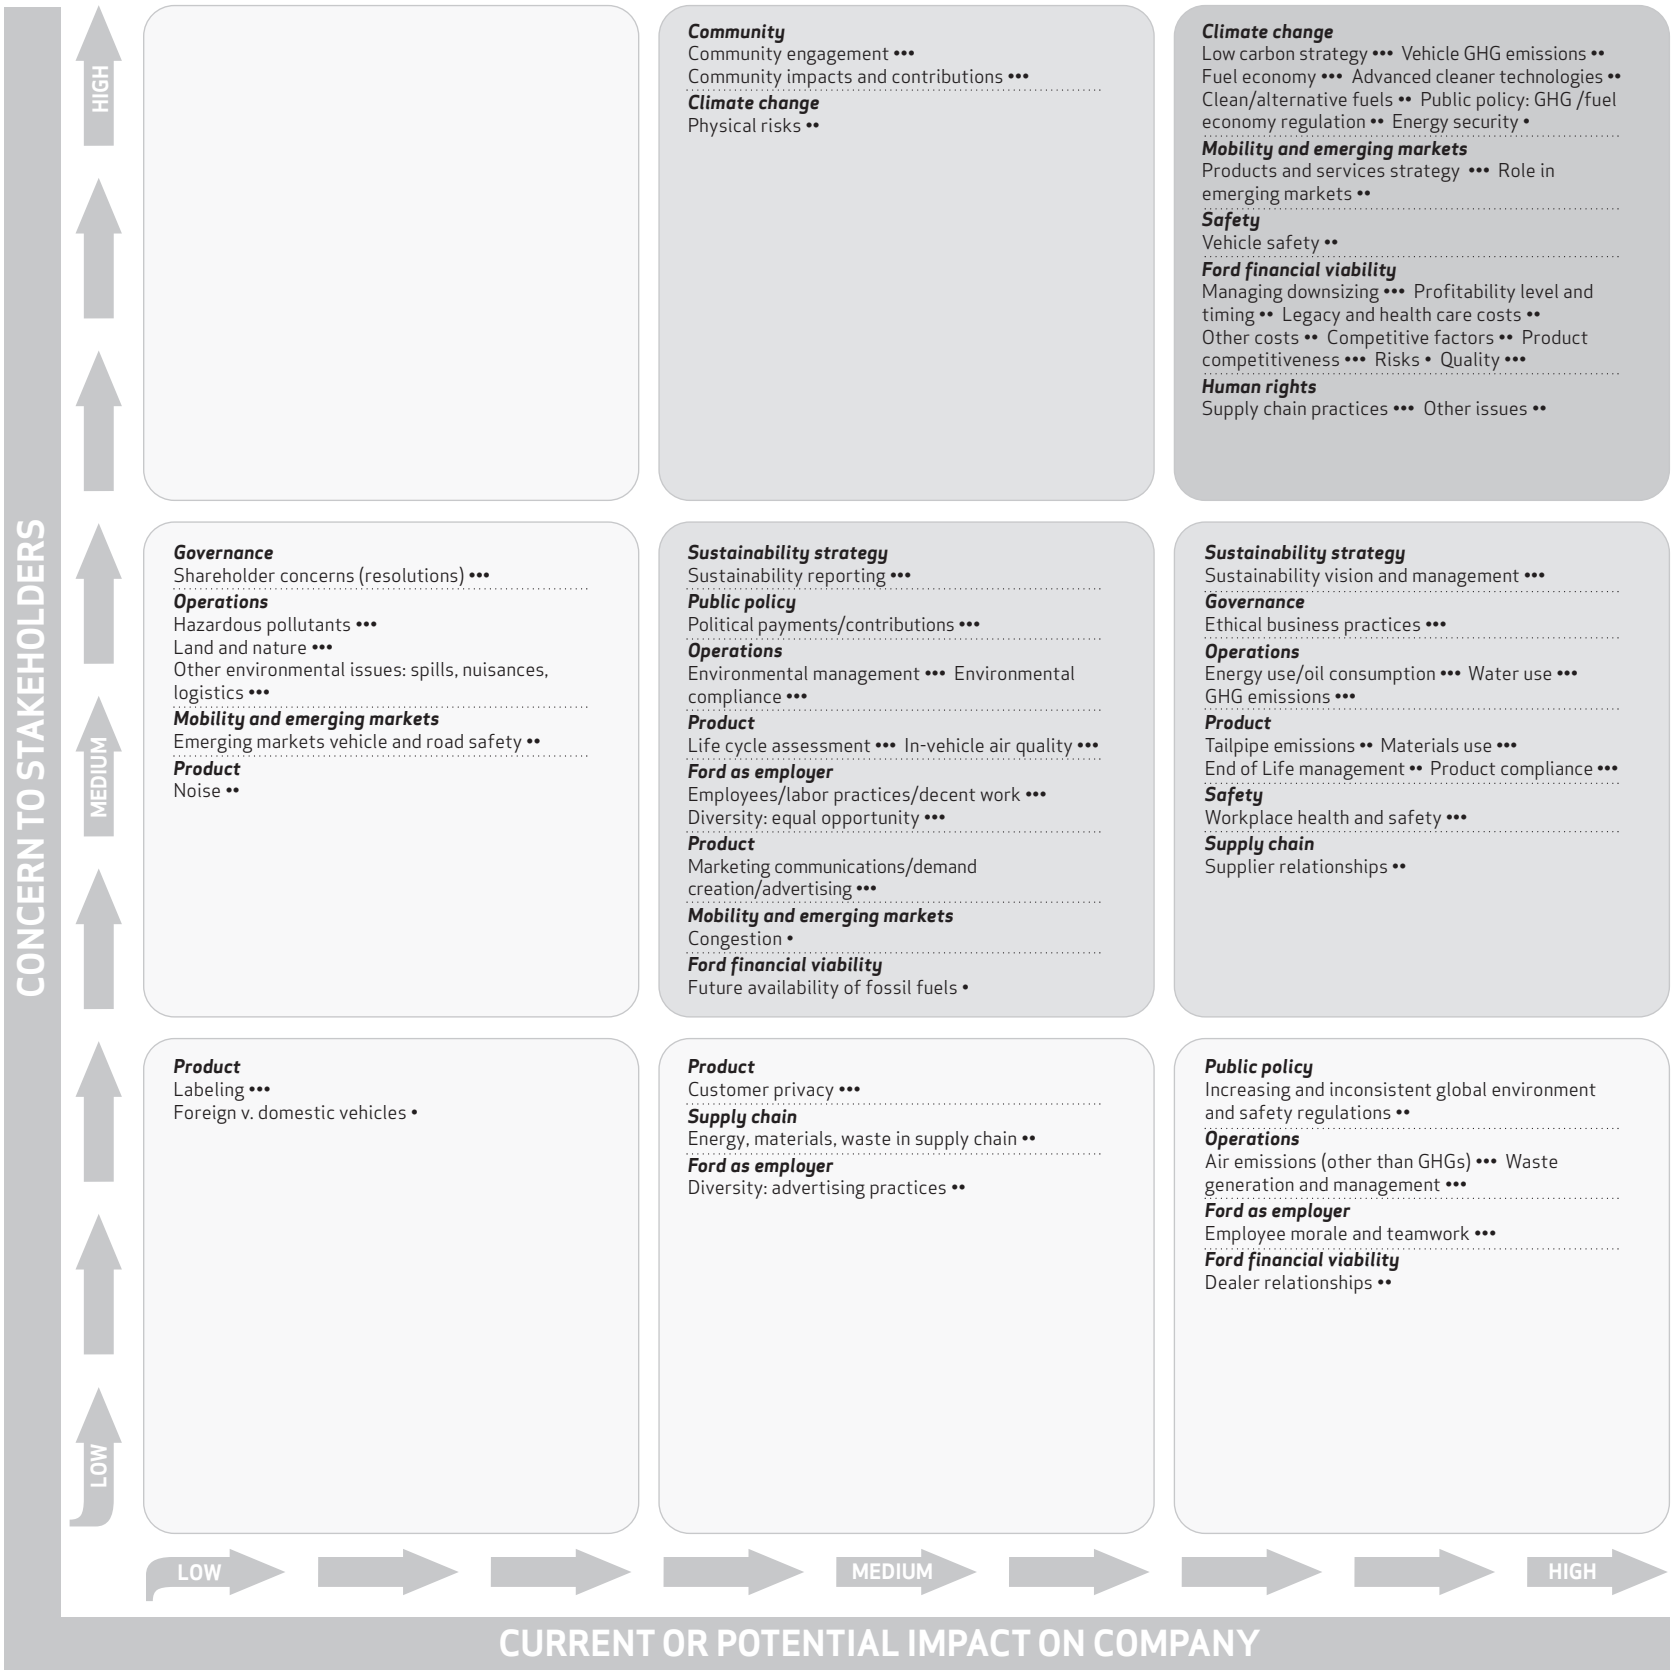 CONCERN TO STAKEHOLDERS
HIGH
MEDIUM
LOW
Community
Community engagement •••
Community impacts and contributions •••
Climate change
Physical risks ••
Climate change
Low carbon strategy ••• Vehicle GHG emissions ••
Fuel economy ••• Advanced cleaner technologies ••
Clean/alternative fuels •• Public policy: GHG /fuel
economy regulation •• Energy security •
Mobility and emerging markets
Products and services strategy ••• Role in
emerging markets ••
Safety
Vehicle safety ••
Ford financial viability
Managing downsizing ••• Profitability level and
timing •• Legacy and health care costs ••
Other costs •• Competitive factors •• Product
competitiveness ••• Risks • Quality •••
Human rights
Supply chain practices ••• Other issues ••
Governance
Shareholder concerns (resolutions) •••
Operations
Hazardous pollutants •••
Land and nature •••
Other environmental issues: spills, nuisances,
logistics •••
Mobility and emerging markets
Emerging markets vehicle and road safety ••
Product
Noise ••
Sustainability strategy
Sustainability reporting •••
Public policy
Political payments/contributions •••
Operations
Environmental management ••• Environmental
compliance •••
Product
Life cycle assessment ••• In-vehicle air quality •••
Ford as employer
Employees/labor practices/decent work •••
Diversity: equal opportunity •••
Product
Marketing communications/demand
creation/advertising •••
Mobility and emerging markets
Congestion •
Ford financial viability
Future availability of fossil fuels •
Sustainability strategy
Sustainability vision and management •••
Governance
Ethical business practices •••
Operations
Energy use/oil consumption ••• Water use •••
GHG emissions •••
Product
Tailpipe emissions •• Materials use •••
End of Life management •• Product compliance •••
Safety
Workplace health and safety •••
Supply chain
Supplier relationships ••
Product
Labeling •••
Foreign v. domestic vehicles •
Product
Customer privacy •••
Supply chain
Energy, materials, waste in supply chain ••
Ford as employer
Diversity: advertising practices ••
Public policy
Increasing and inconsistent global environment
and safety regulations ••
Operations
Air emissions (other than GHGs) ••• Waste
generation and management •••
Ford as employer
Employee morale and teamwork •••
Ford financial viability
Dealer relationships ••
LOW
MEDIUM
HIGH
CURRENT OR POTENTIAL IMPACT ON COMPANY